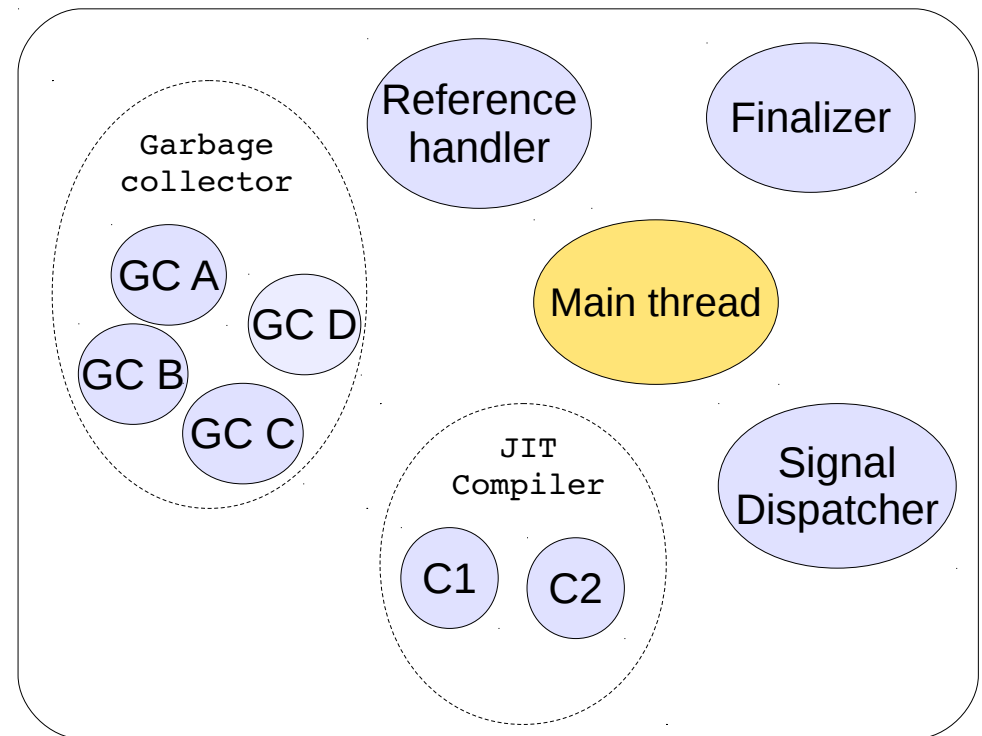 Reference
handler
Finalizer
Garbage
collector
GC A
GC D
GC B
GC C
Main thread
JIT
Compiler
C1
C2
Signal
Dispatcher